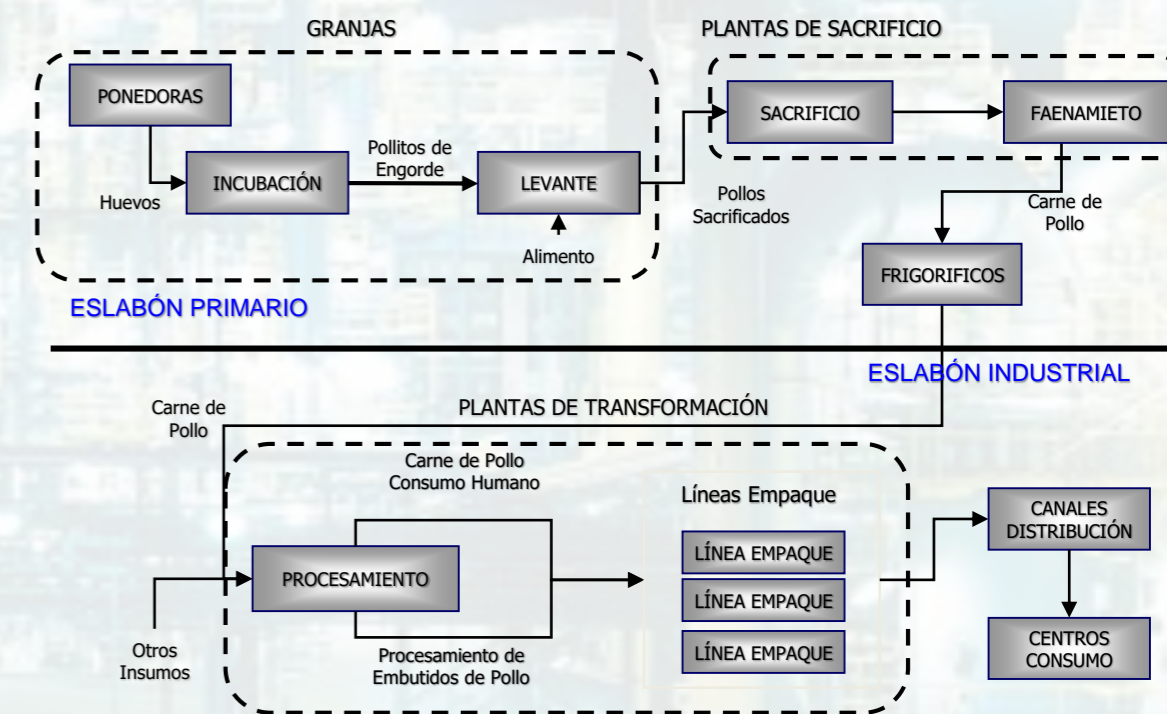 GRANJAS
PLANTAS DE SACRIFICIO
PONEDORAS
SACRIFICIO
FAENAMIETO
Huevos
INCUBACIÓN
Pollitos de
Engorde
LEVANTE
Alimento
Pollos
Sacrificados
Carne de
Pollo
FRIGORIFICOS
ESLABÓN PRIMARIO
ESLABÓN INDUSTRIAL
Carne de
Pollo
PLANTAS DE TRANSFORMACIÓN
Carne de Pollo
Consumo Humano
Líneas Empaque
PROCESAMIENTO
LÍNEA EMPAQUE
LÍNEA EMPAQUE
LÍNEA EMPAQUE
Otros
Insumos
Procesamiento de
Embutidos de Pollo
CANALES
DISTRIBUCIÓN
CENTROS
CONSUMO